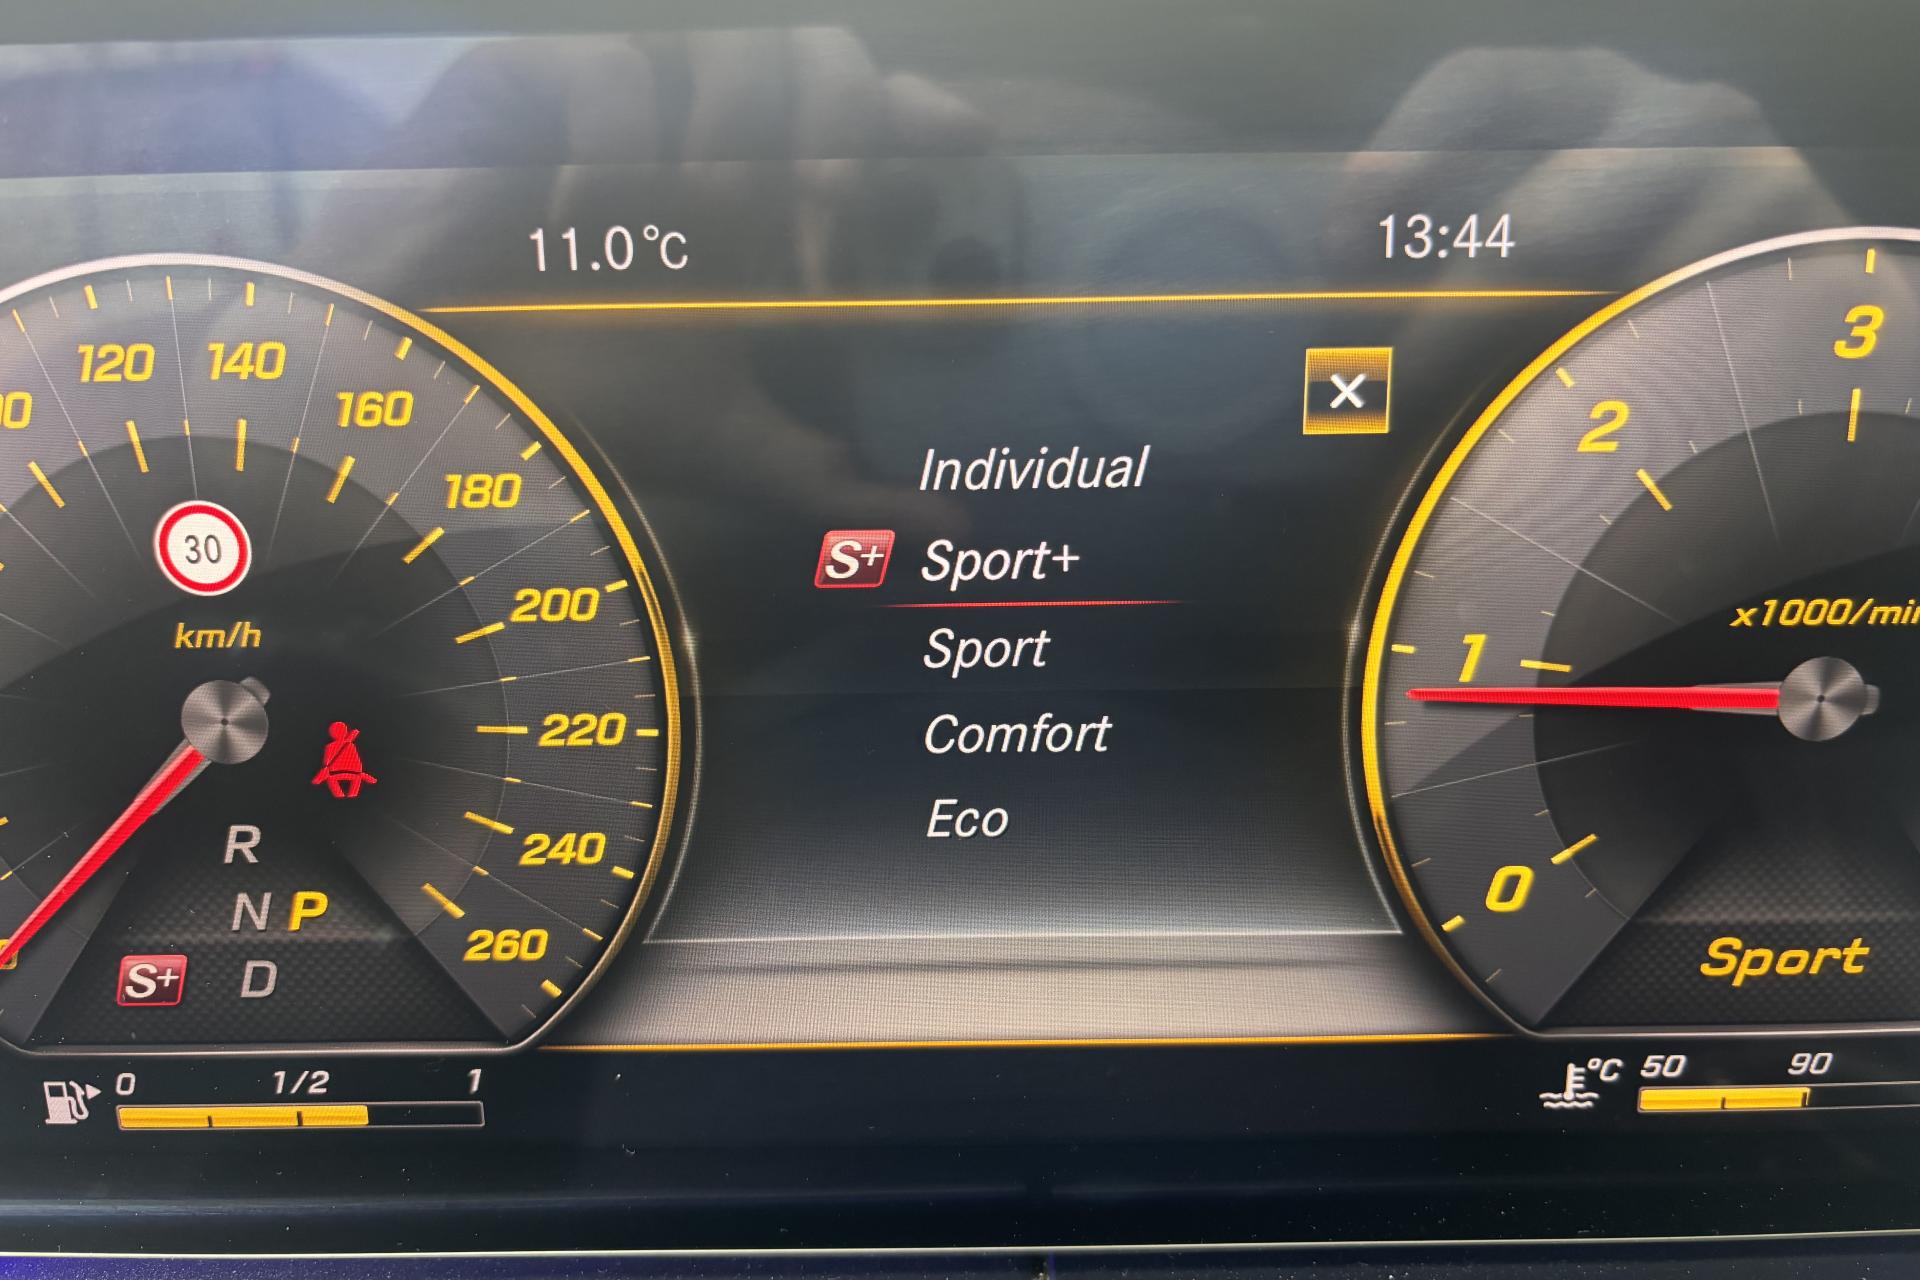 11.0°C
13:44
120
140
160
180
200
220
240
260
30
km/h
R
N P
S+ D
0 1/2 1
×
Individual
S+ Sport+
Sport
Comfort
Eco
3
2
1
0
x1000/min
Sport
°C 50 90